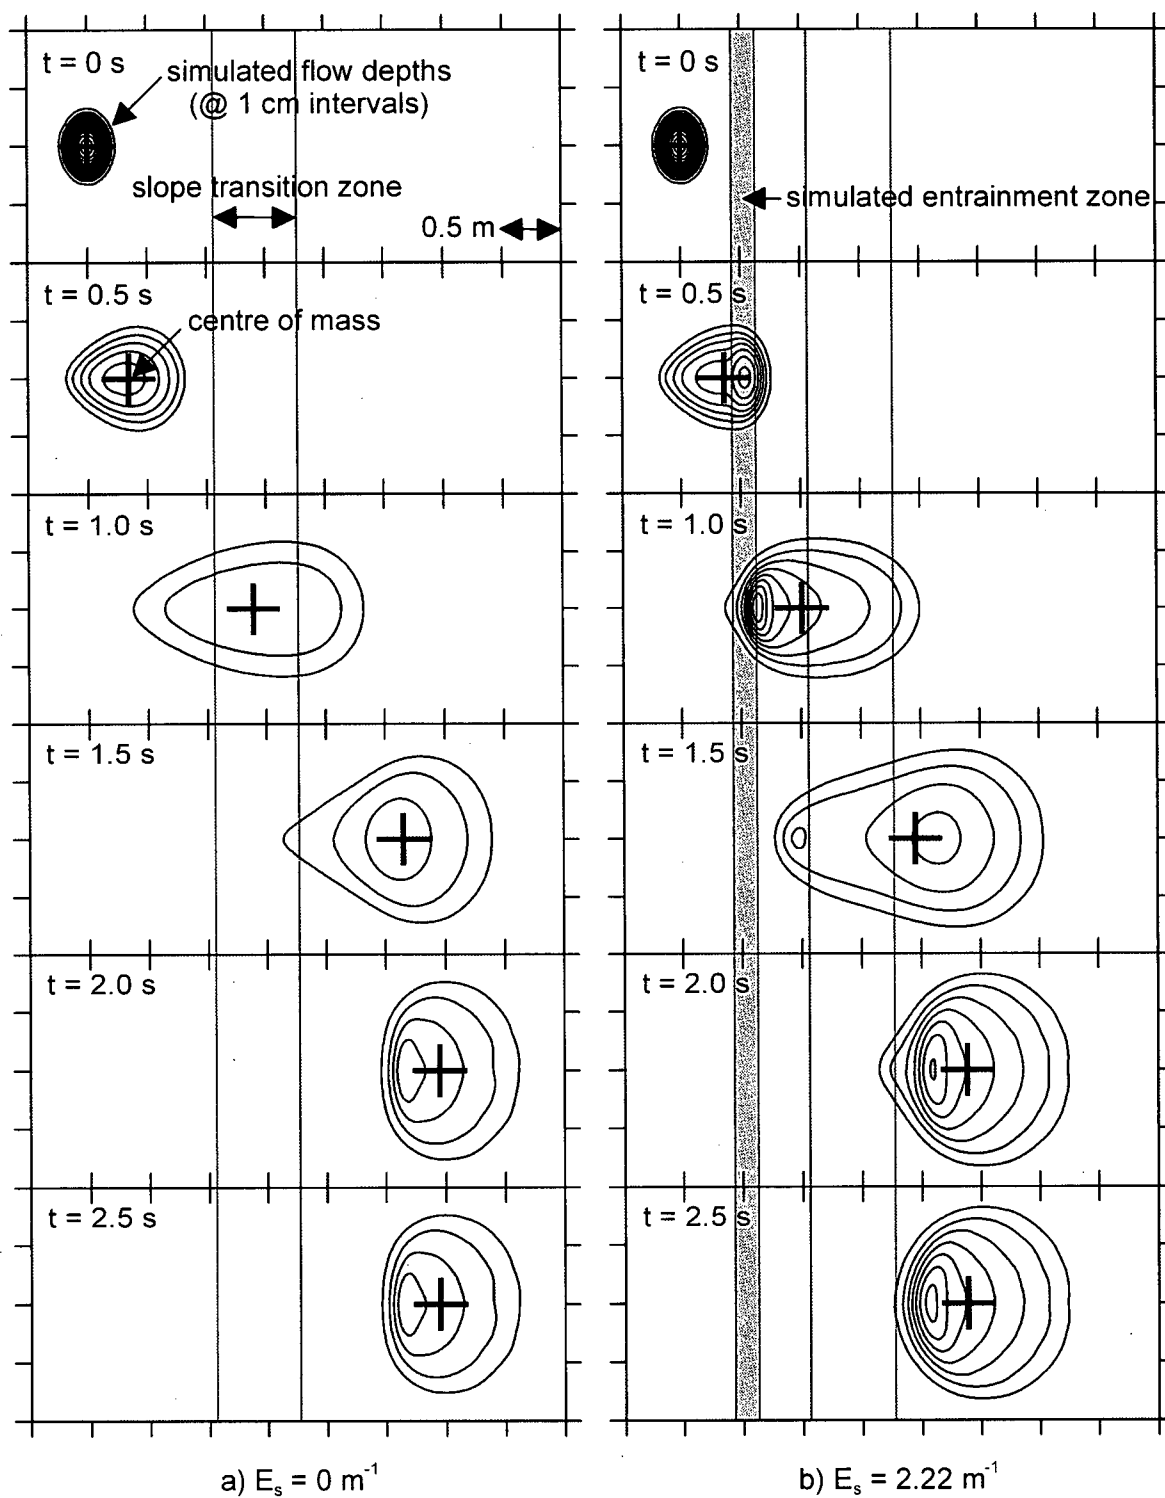 t = 0 s
simulated flow depths
(@ 1 cm intervals)
slope transition zone
0.5 m
t = 0.5 s
centre of mass
t = 1.0 s
t = 1.5 s
t = 2.0 s
t = 2.5 s
a) Eₛ = 0 m⁻¹
t = 0 s
simulated entrainment zone
t = 0.5 s
t = 1.0 s
t = 1.5 s
t = 2.0 s
t = 2.5 s
b) Eₛ = 2.22 m⁻¹